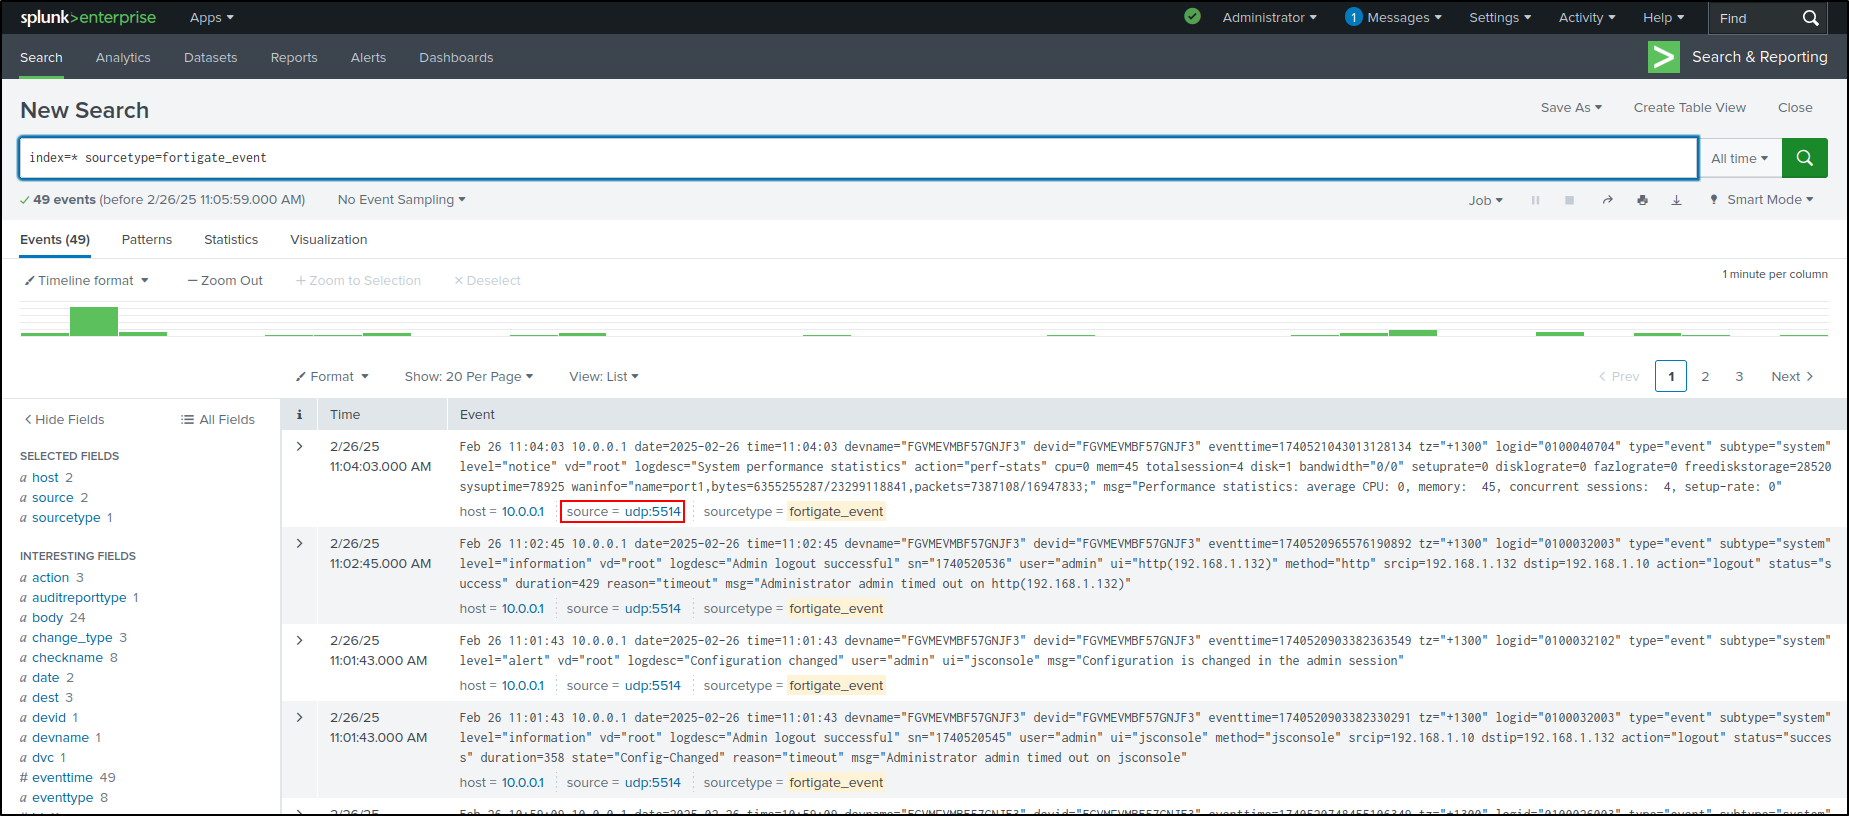 splunk>enterprise Apps Administrator 1 Messages Settings Activity Help Find
Search Analytics Datasets Reports Alerts Dashboards > Search & Reporting
New Search Save As Create Table View Close
index=* sourcetype=fortigate_event All time
49 events (before 2/26/25 11:05:59.000 AM) No Event Sampling Job Smart Mode
Events (49) Patterns Statistics Visualization
Timeline format — Zoom Out + Zoom to Selection × Deselect 1 minute per column
Format Show: 20 Per Page View: List < Prev 1 2 3 Next >
< Hide Fields All Fields i Time Event
SELECTED FIELDS
a host 2
a source 2
a sourcetype 1
INTERESTING FIELDS
a action 3
a auditreporttype 1
a body 24
a change_type 3
a checkname 8
a date 2
a dest 3
a devid 1
a devname 1
a dvc 1
# eventtime 49
a eventtype 8
> 2/26/25 Feb 26 11:04:03 10.0.0.1 date=2025-02-26 time=11:04:03 devname="FGVMEVMBF57GNJF3" devid="FGVMEVMBF57GNJF3" eventtime=1740521043013128134 tz="+1300" logid="0100040704" type="event" subtype="system"
11:04:03.000 AM level="notice" vd="root" logdesc="System performance statistics" action="perf-stats" cpu=0 mem=45 totalsession=4 disk=1 bandwidth="0/0" setuprate=0 disklograte=0 fazlograte=0 freediskstorage=28520
sysuptime=78925 waninfo="name=port1,bytes=6355255287/23299118841,packets=7387108/16947833;" msg="Performance statistics: average CPU: 0, memory:  45, concurrent sessions:  4, setup-rate: 0"
host = 10.0.0.1 source = udp:5514 sourcetype = fortigate_event
> 2/26/25 Feb 26 11:02:45 10.0.0.1 date=2025-02-26 time=11:02:45 devname="FGVMEVMBF57GNJF3" devid="FGVMEVMBF57GNJF3" eventtime=1740520965576190892 tz="+1300" logid="0100032003" type="event" subtype="system"
11:02:45.000 AM level="information" vd="root" logdesc="Admin logout successful" sn="1740520536" user="admin" ui="http(192.168.1.132)" method="http" srcip=192.168.1.132 dstip=192.168.1.10 action="logout" status="s
uccess" duration=429 reason="timeout" msg="Administrator admin timed out on http(192.168.1.132)"
host = 10.0.0.1 source = udp:5514 sourcetype = fortigate_event
> 2/26/25 Feb 26 11:01:43 10.0.0.1 date=2025-02-26 time=11:01:43 devname="FGVMEVMBF57GNJF3" devid="FGVMEVMBF57GNJF3" eventtime=1740520903382363549 tz="+1300" logid="0100032102" type="event" subtype="system"
11:01:43.000 AM level="alert" vd="root" logdesc="Configuration changed" user="admin" ui="jsconsole" msg="Configuration is changed in the admin session"
host = 10.0.0.1 source = udp:5514 sourcetype = fortigate_event
> 2/26/25 Feb 26 11:01:43 10.0.0.1 date=2025-02-26 time=11:01:43 devname="FGVMEVMBF57GNJF3" devid="FGVMEVMBF57GNJF3" eventtime=1740520903382330291 tz="+1300" logid="0100032003" type="event" subtype="system"
11:01:43.000 AM level="information" vd="root" logdesc="Admin logout successful" sn="1740520545" user="admin" ui="jsconsole" method="jsconsole" srcip=192.168.1.10 dstip=192.168.1.132 action="logout" status="succes
s" duration=358 state="Config-Changed" reason="timeout" msg="Administrator admin timed out on jsconsole"
host = 10.0.0.1 source = udp:5514 sourcetype = fortigate_event